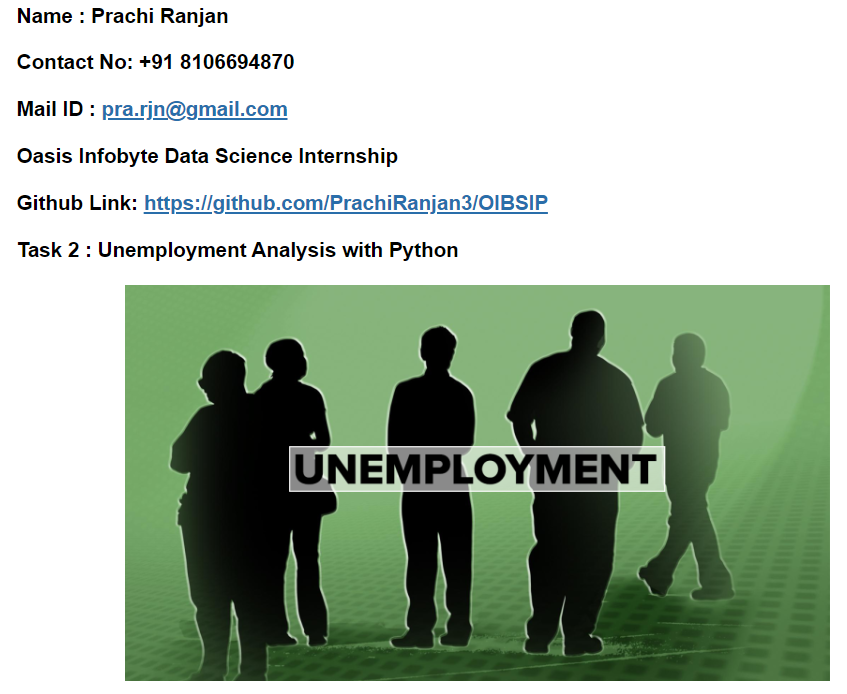 Name : Prachi Ranjan
Contact No: +91 8106694870
Mail ID : pra.rjn@gmail.com
Oasis Infobyte Data Science Internship
Github Link: https://github.com/PrachiRanjan3/OIBSIP
Task 2 : Unemployment Analysis with Python
UNEMPLOYMENT